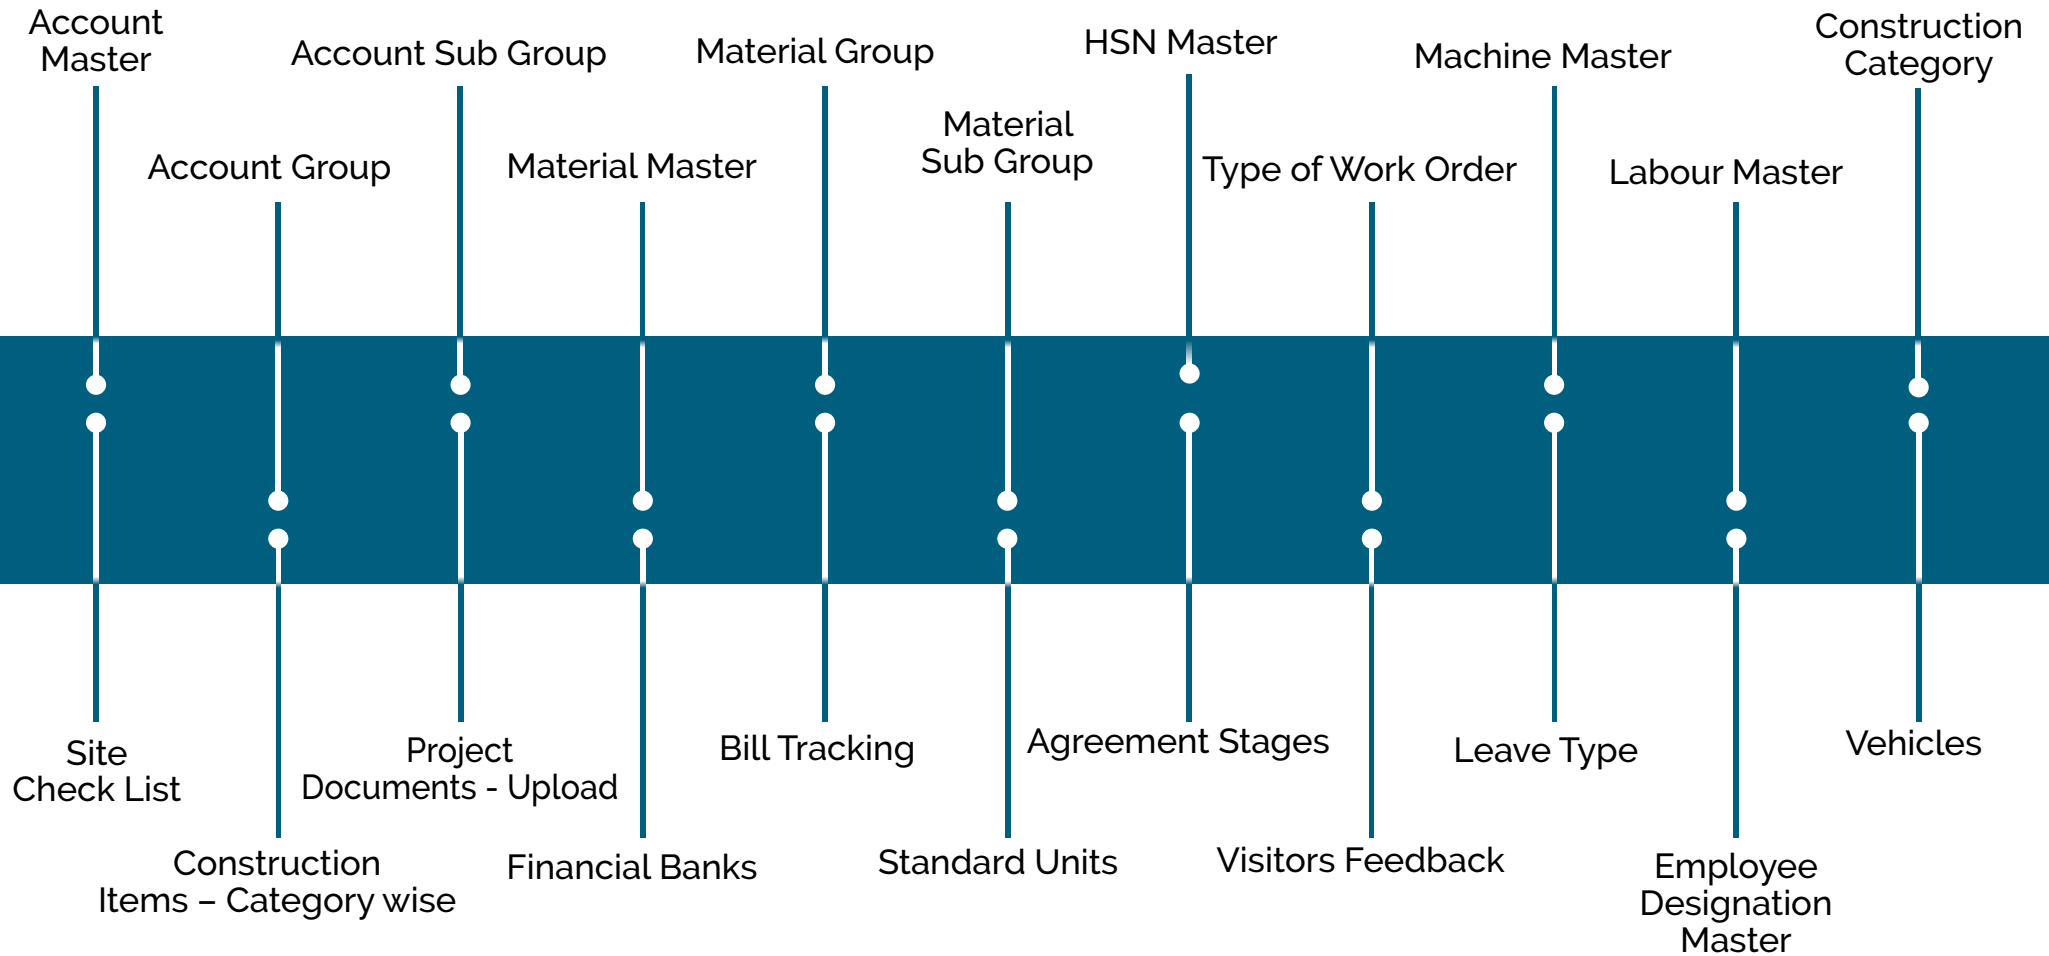 Account
Master
Account Sub Group
Material Group
HSN Master
Machine Master
Construction
Category
Account Group
Material Master
Material
Sub Group
Type of Work Order
Labour Master
Site
Check List
Project
Documents - Upload
Bill Tracking
Agreement Stages
Leave Type
Vehicles
Construction
Items – Category wise
Financial Banks
Standard Units
Visitors Feedback
Employee
Designation
Master